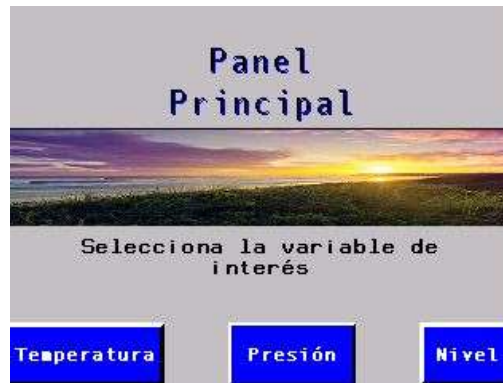 Panel
Principal
Selecciona la variable de
interés
Temperatura
Presión
Nivel